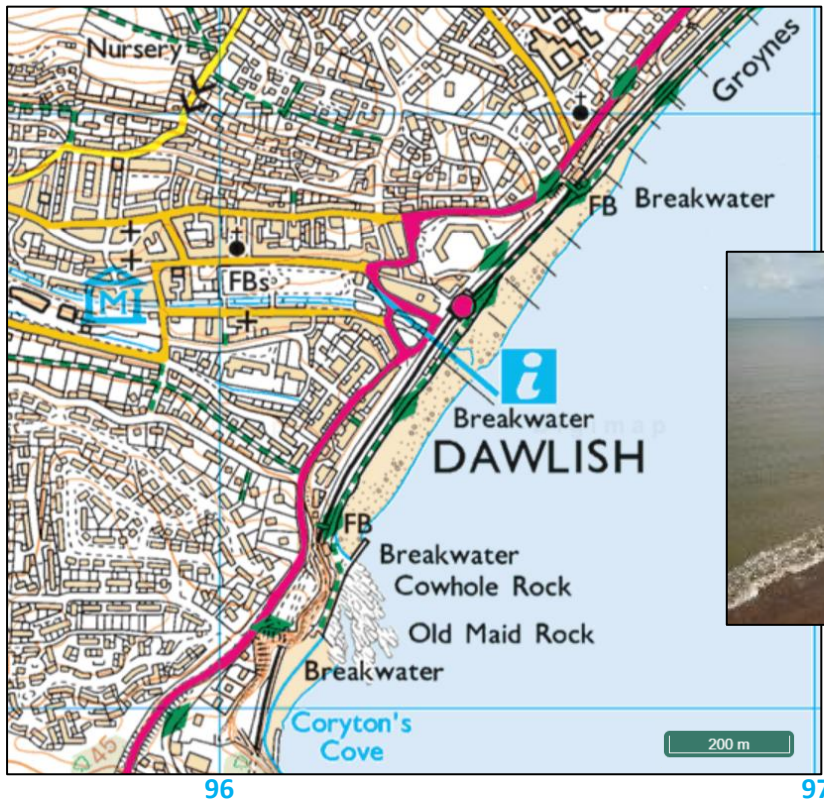 Coll
Nursery
Groynes
FB
Breakwater
FBs
M
i
Breakwater
DAWLISH
FB
Breakwater
Cowhole Rock
Old Maid Rock
Breakwater
Coryton's
Cove
45
200 m
96
97